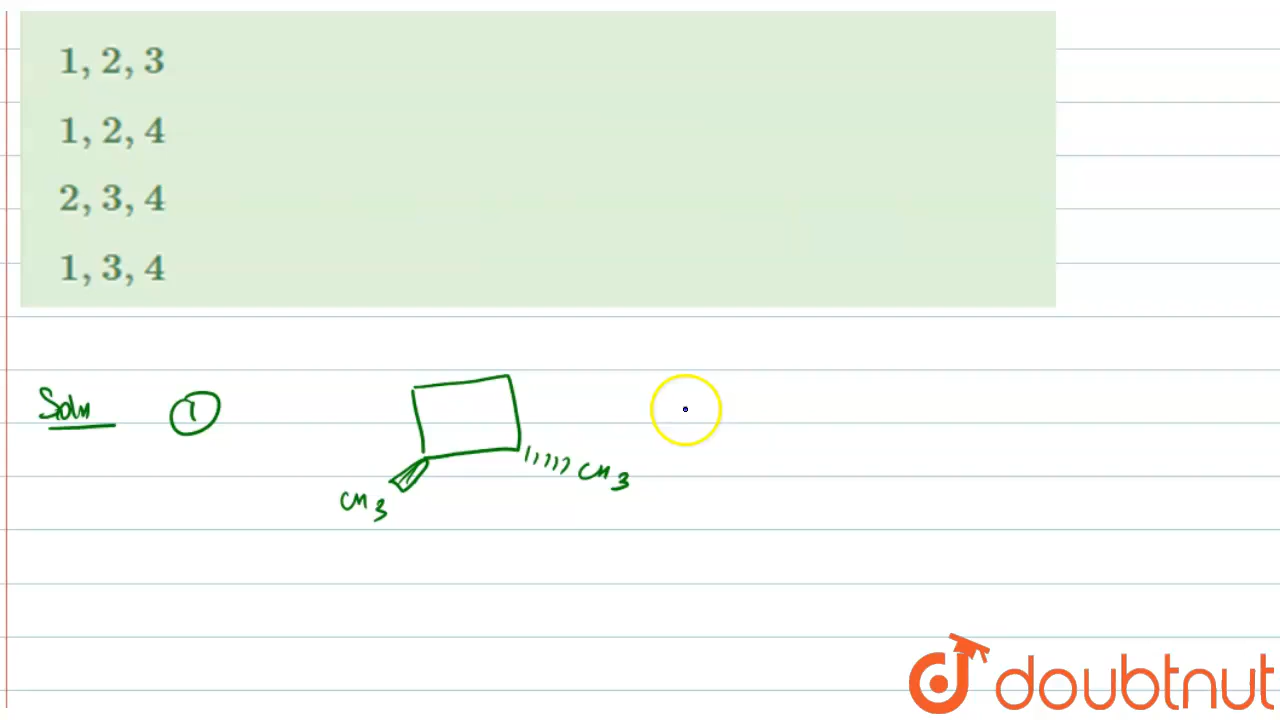 1, 2, 3
1, 2, 4
2, 3, 4
1, 3, 4
Soln 1
CH3
CH3
doubtnut